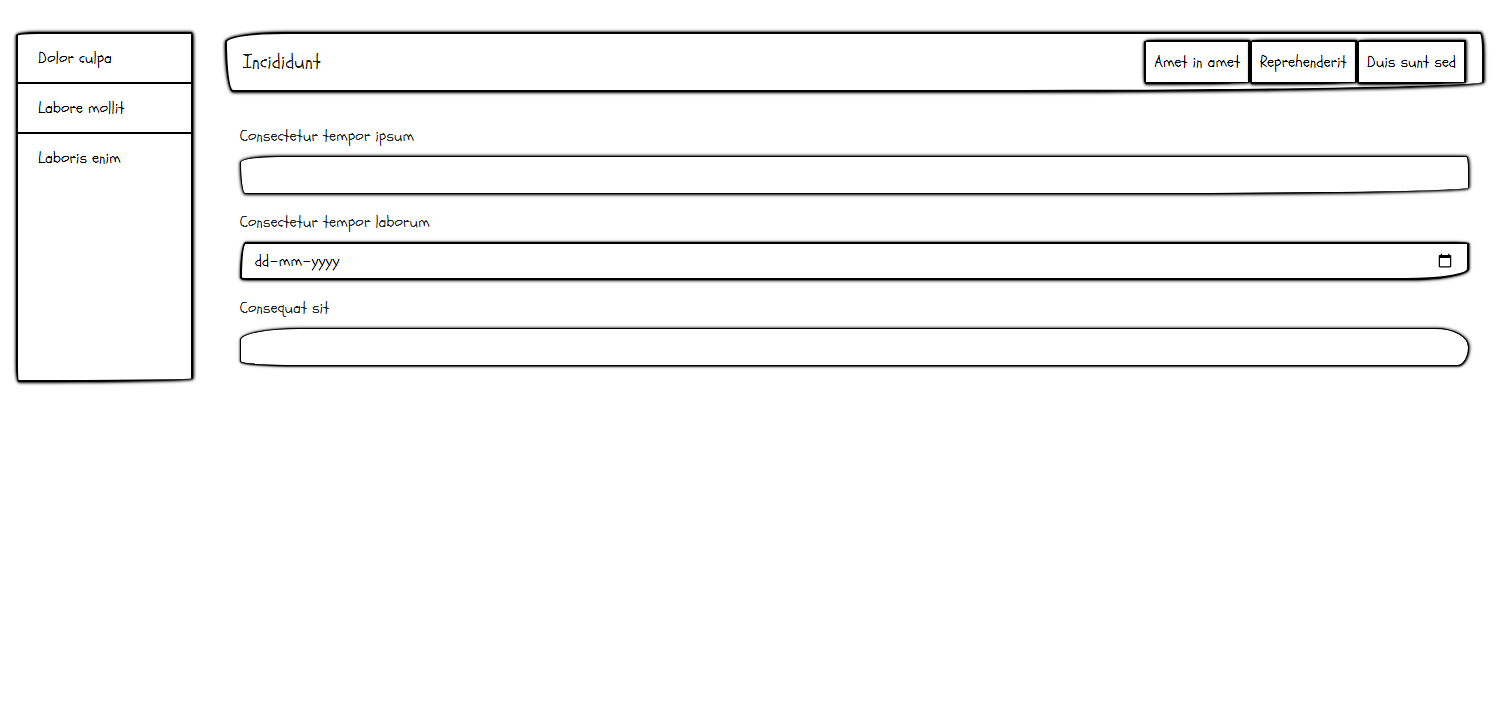 Dolor culpa
Labore mollit
Laboris enim
Incididunt
Amet in amet
Reprehenderit
Duis sunt sed
Consectetur tempor ipsum
Consectetur tempor laborum
dd-mm-yyyy
Consequat sit